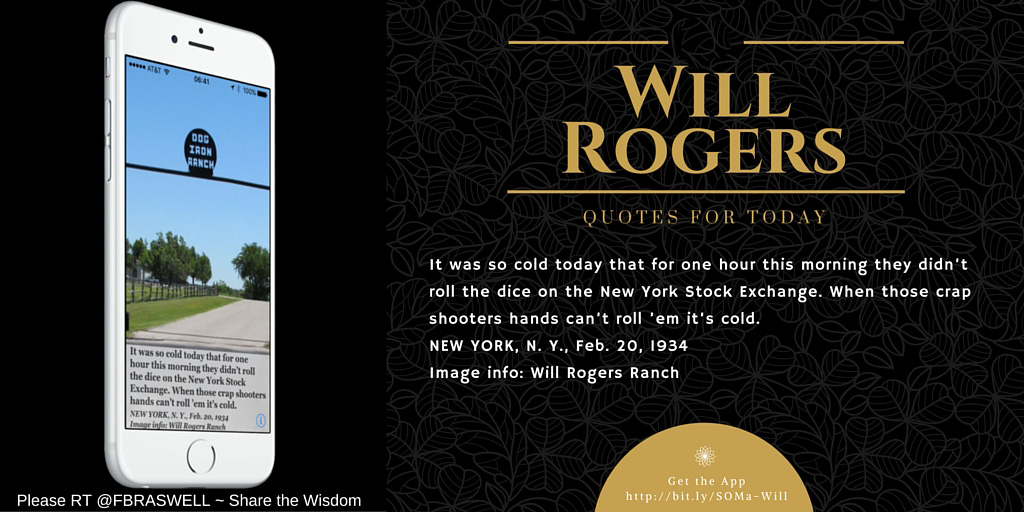 AT&T 06:41 100%
DOG
IRON
RANCH
It was so cold today that for one
hour this morning they didn't roll
the dice on the New York Stock
Exchange. When those crap shooters
hands can't roll 'em it's cold.
NEW YORK, N. Y., Feb. 20, 1934
Image info: Will Rogers Ranch
Please RT @FBRASWELL ~ Share the Wisdom
WILL
ROGERS
QUOTES FOR TODAY
It was so cold today that for one hour this morning they didn't
roll the dice on the New York Stock Exchange. When those crap
shooters hands can't roll 'em it's cold.
NEW YORK, N. Y., Feb. 20, 1934
Image info: Will Rogers Ranch
Get the App
http://bit.ly/SOMa-Will